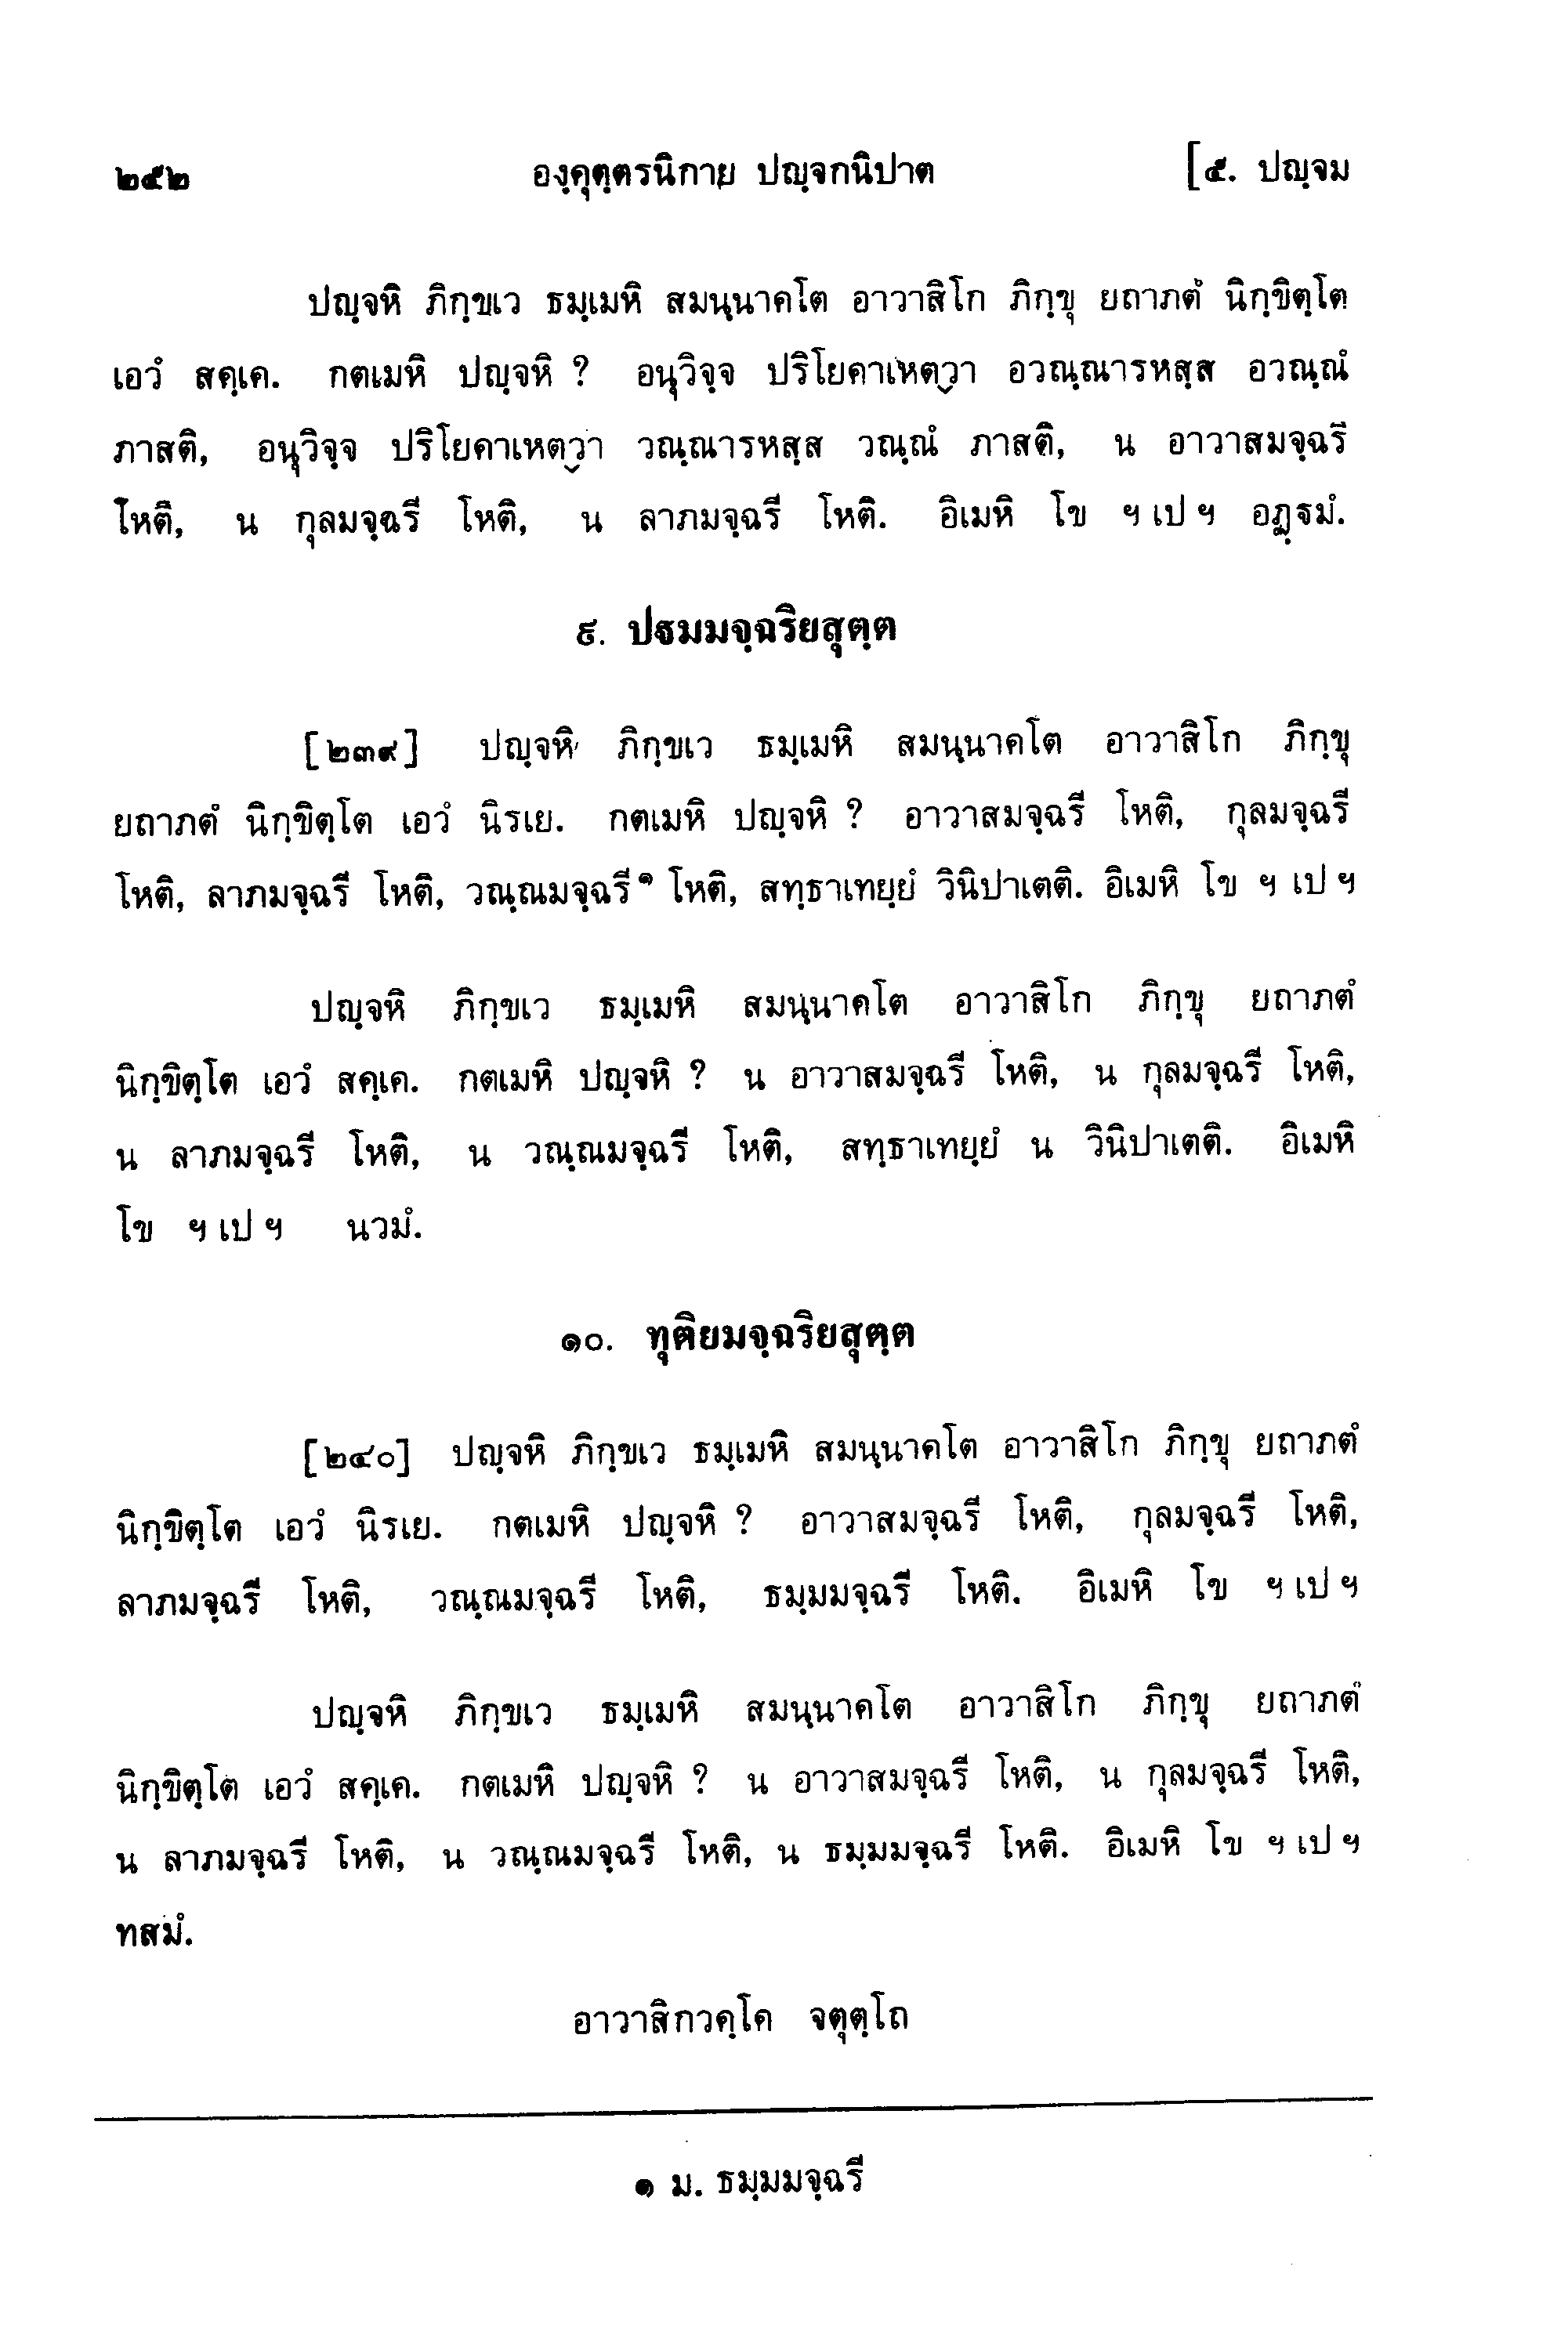 ๒๕๒ องฺคุตฺตรนิกาย ปญฺจกนิปาต [๕. ปญฺจม
ปญฺจหิ ภิกฺขเว ธมฺเมหิ สมนฺนาคโต อาวาสิโก ภิกฺขุ ยถาภตํ นิกฺขิตฺโต
เอวํ สคฺเค. กตเมหิ ปญฺจหิ ? อนุวิจฺจ ปริโยคาเหตฺวา อวณฺณารหสฺส อวณฺณํ
ภาสติ, อนุวิจฺจ ปริโยคาเหตฺวา วณฺณารหสฺส วณฺณํ ภาสติ, น อาวาสมจฺฉรี
โหติ, น กุลมจฺฉรี โหติ, น ลาภมจฺฉรี โหติ. อิเมหิ โข ฯ เป ฯ อฏฺฐมํ.
๙. ปฐมมจฺฉริยสุตฺต
[๒๓๙] ปญฺจหิ ภิกฺขเว ธมฺเมหิ สมนฺนาคโต อาวาสิโก ภิกฺขุ
ยถาภตํ นิกฺขิตฺโต เอวํ นิรเย. กตเมหิ ปญฺจหิ ? อาวาสมจฺฉรี โหติ, กุลมจฺฉรี
โหติ, ลาภมจฺฉรี โหติ, วณฺณมจฺฉรี๑ โหติ, สทฺธาเทยฺยํ วินิปาเตติ. อิเมหิ โข ฯ เป ฯ
ปญฺจหิ ภิกฺขเว ธมฺเมหิ สมนฺนาคโต อาวาสิโก ภิกฺขุ ยถาภตํ
นิกฺขิตฺโต เอวํ สคฺเค. กตเมหิ ปญฺจหิ ? น อาวาสมจฺฉรี โหติ, น กุลมจฺฉรี โหติ,
น ลาภมจฺฉรี โหติ, น วณฺณมจฺฉรี โหติ, สทฺธาเทยฺยํ น วินิปาเตติ. อิเมหิ
โข ฯ เป ฯ นวมํ.
๑๐. ทุติยมจฺฉริยสุตฺต
[๒๔๐] ปญฺจหิ ภิกฺขเว ธมฺเมหิ สมนฺนาคโต อาวาสิโก ภิกฺขุ ยถาภตํ
นิกฺขิตฺโต เอวํ นิรเย. กตเมหิ ปญฺจหิ ? อาวาสมจฺฉรี โหติ, กุลมจฺฉรี โหติ,
ลาภมจฺฉรี โหติ, วณฺณมจฺฉรี โหติ, ธมฺมมจฺฉรี โหติ. อิเมหิ โข ฯ เป ฯ
ปญฺจหิ ภิกฺขเว ธมฺเมหิ สมนฺนาคโต อาวาสิโก ภิกฺขุ ยถาภตํ
นิกฺขิตฺโต เอวํ สคฺเค. กตเมหิ ปญฺจหิ ? น อาวาสมจฺฉรี โหติ, น กุลมจฺฉรี โหติ,
น ลาภมจฺฉรี โหติ, น วณฺณมจฺฉรี โหติ, น ธมฺมมจฺฉรี โหติ. อิเมหิ โข ฯ เป ฯ
ทสมํ.
อาวาสิกวคฺโค จตุตฺโถ
๑ ม. ธมฺมมจฺฉรี